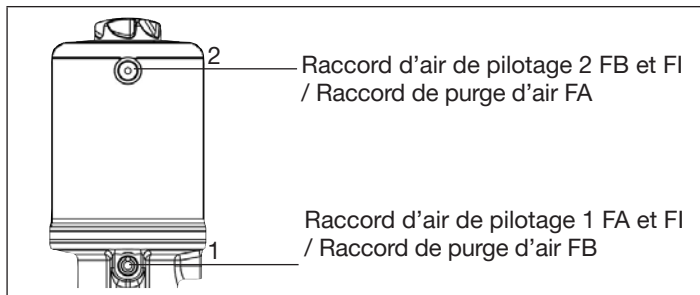 2
Raccord d’air de pilotage 2 FB et FI
/ Raccord de purge d’air FA
Raccord d’air de pilotage 1 FA et FI
/ Raccord de purge d’air FB
1